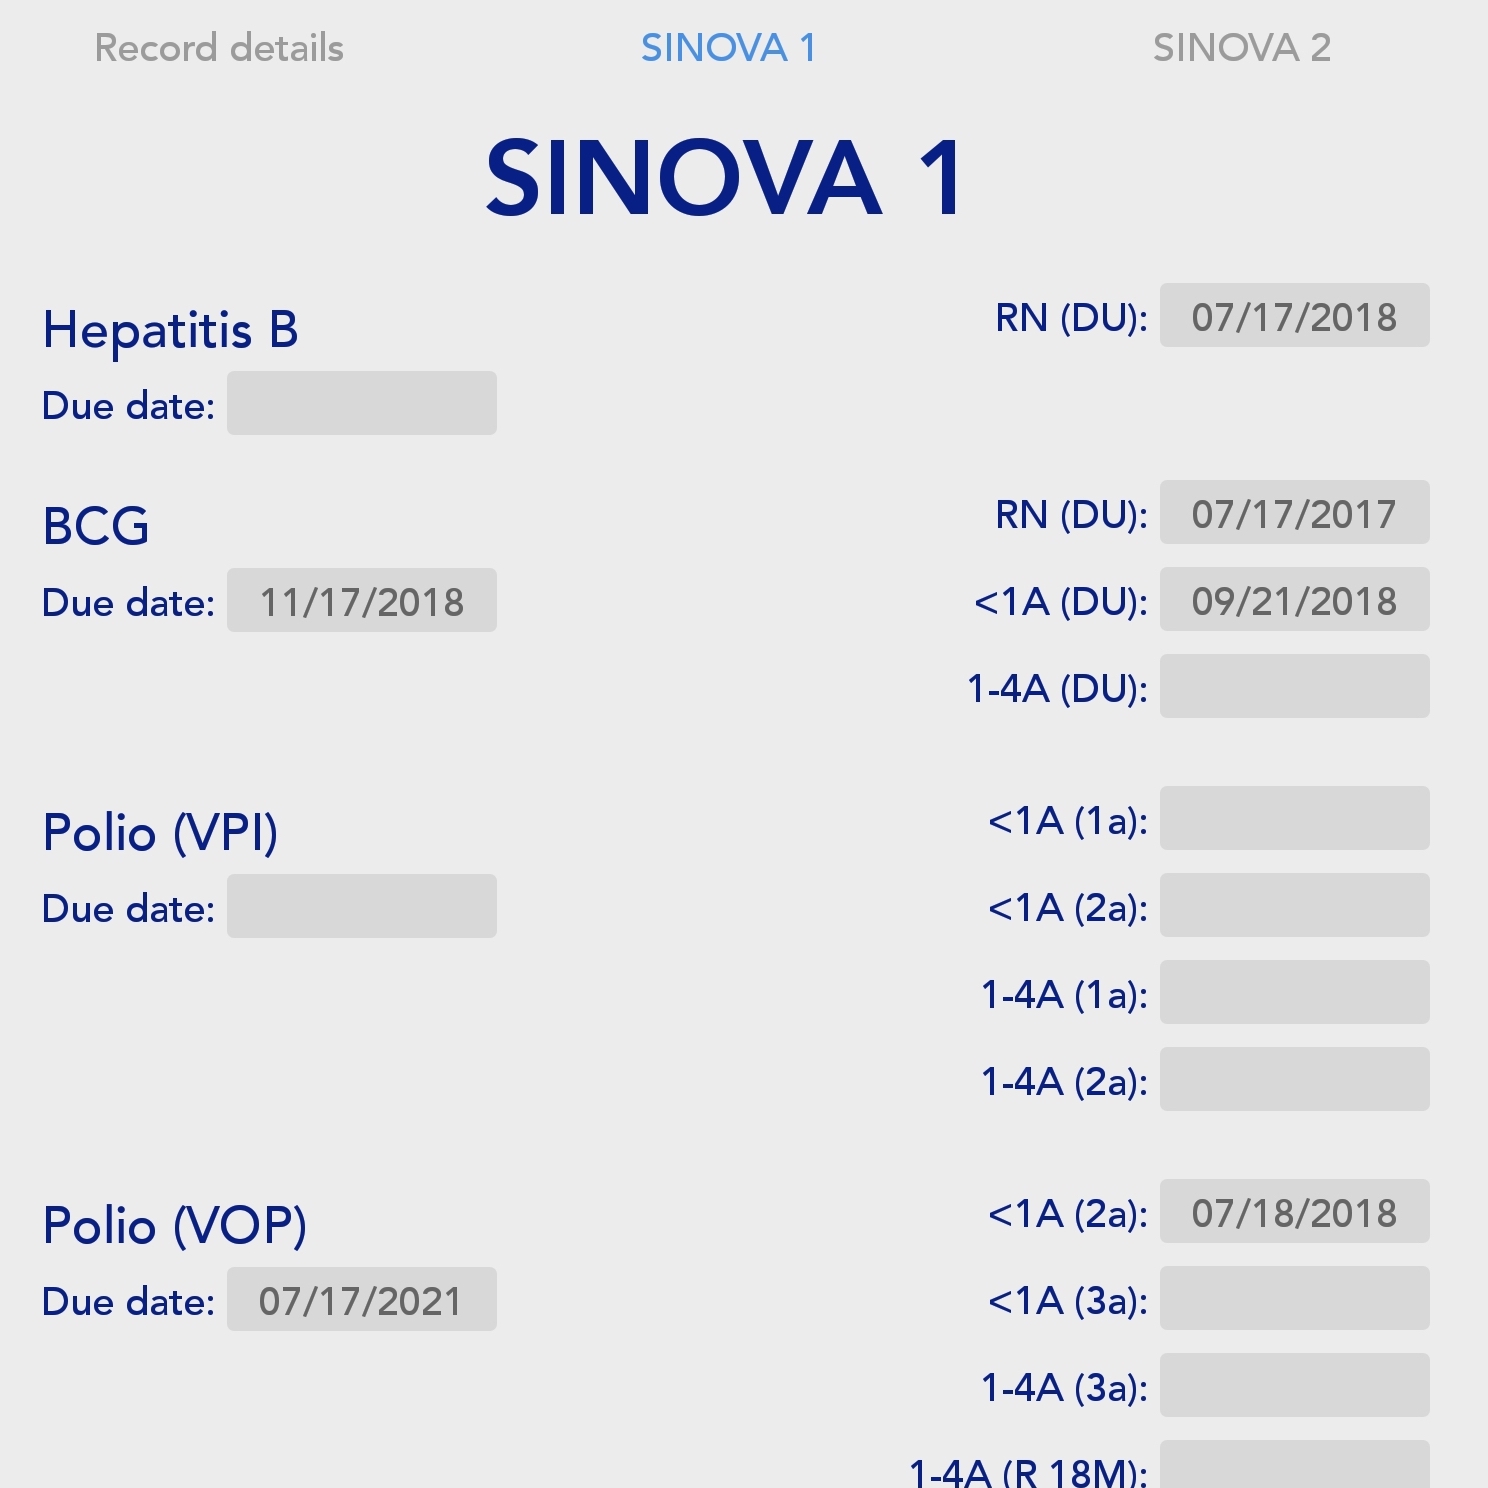 Record details SINOVA 1 SINOVA 2
SINOVA 1
Hepatitis B
Due date:
RN (DU): 07/17/2018
BCG
Due date: 11/17/2018
RN (DU): 07/17/2017
<1A (DU): 09/21/2018
1-4A (DU):
Polio (VPI)
Due date:
<1A (1a):
<1A (2a):
1-4A (1a):
1-4A (2a):
Polio (VOP)
Due date: 07/17/2021
<1A (2a): 07/18/2018
<1A (3a):
1-4A (3a):
1-4A (R 18M):